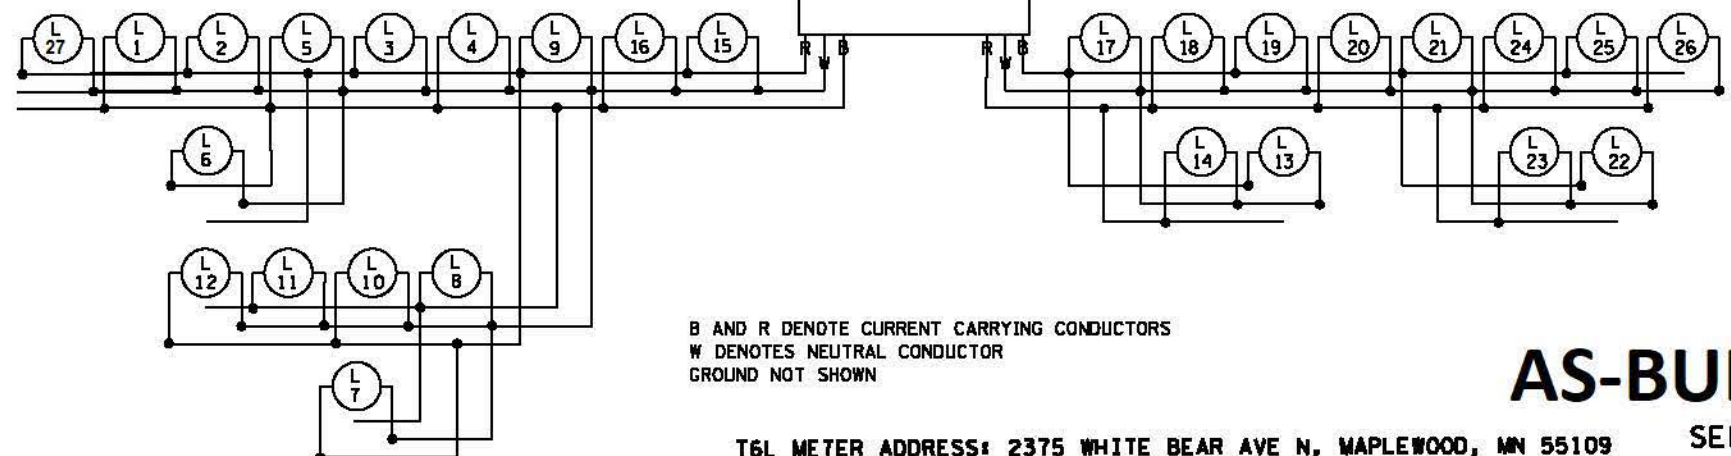 L 27 L 1 L 2 L 5 L 3 L 4 L 9 L 16 L 15
R W B
R W B
L 17 L 18 L 19 L 20 L 21 L 24 L 25 L 26
L 6
L 14 L 13
L 23 L 22
L 12 L 11 L 10 L 8
L 7
B AND R DENOTE CURRENT CARRYING CONDUCTORS
W DENOTES NEUTRAL CONDUCTOR
GROUND NOT SHOWN
AS-BUI
T6L METER ADDRESS: 2375 WHITE BEAR AVE N, MAPLEWOOD, MN 55109